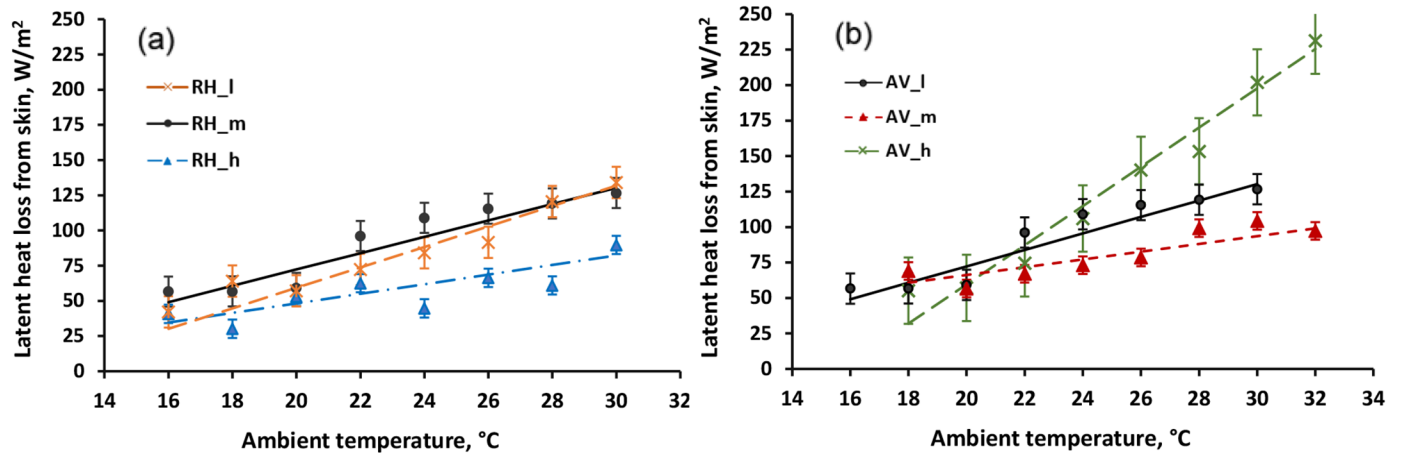 (a)
Latent heat loss from skin, W/m²
250
225
200
175
150
125
100
75
50
25
0
RH_l
RH_m
RH_h
14 16 18 20 22 24 26 28 30 32
Ambient temperature, °C
(b)
Latent heat loss from skin, W/m²
250
225
200
175
150
125
100
75
50
25
0
AV_l
AV_m
AV_h
14 16 18 20 22 24 26 28 30 32 34
Ambient temperature, °C